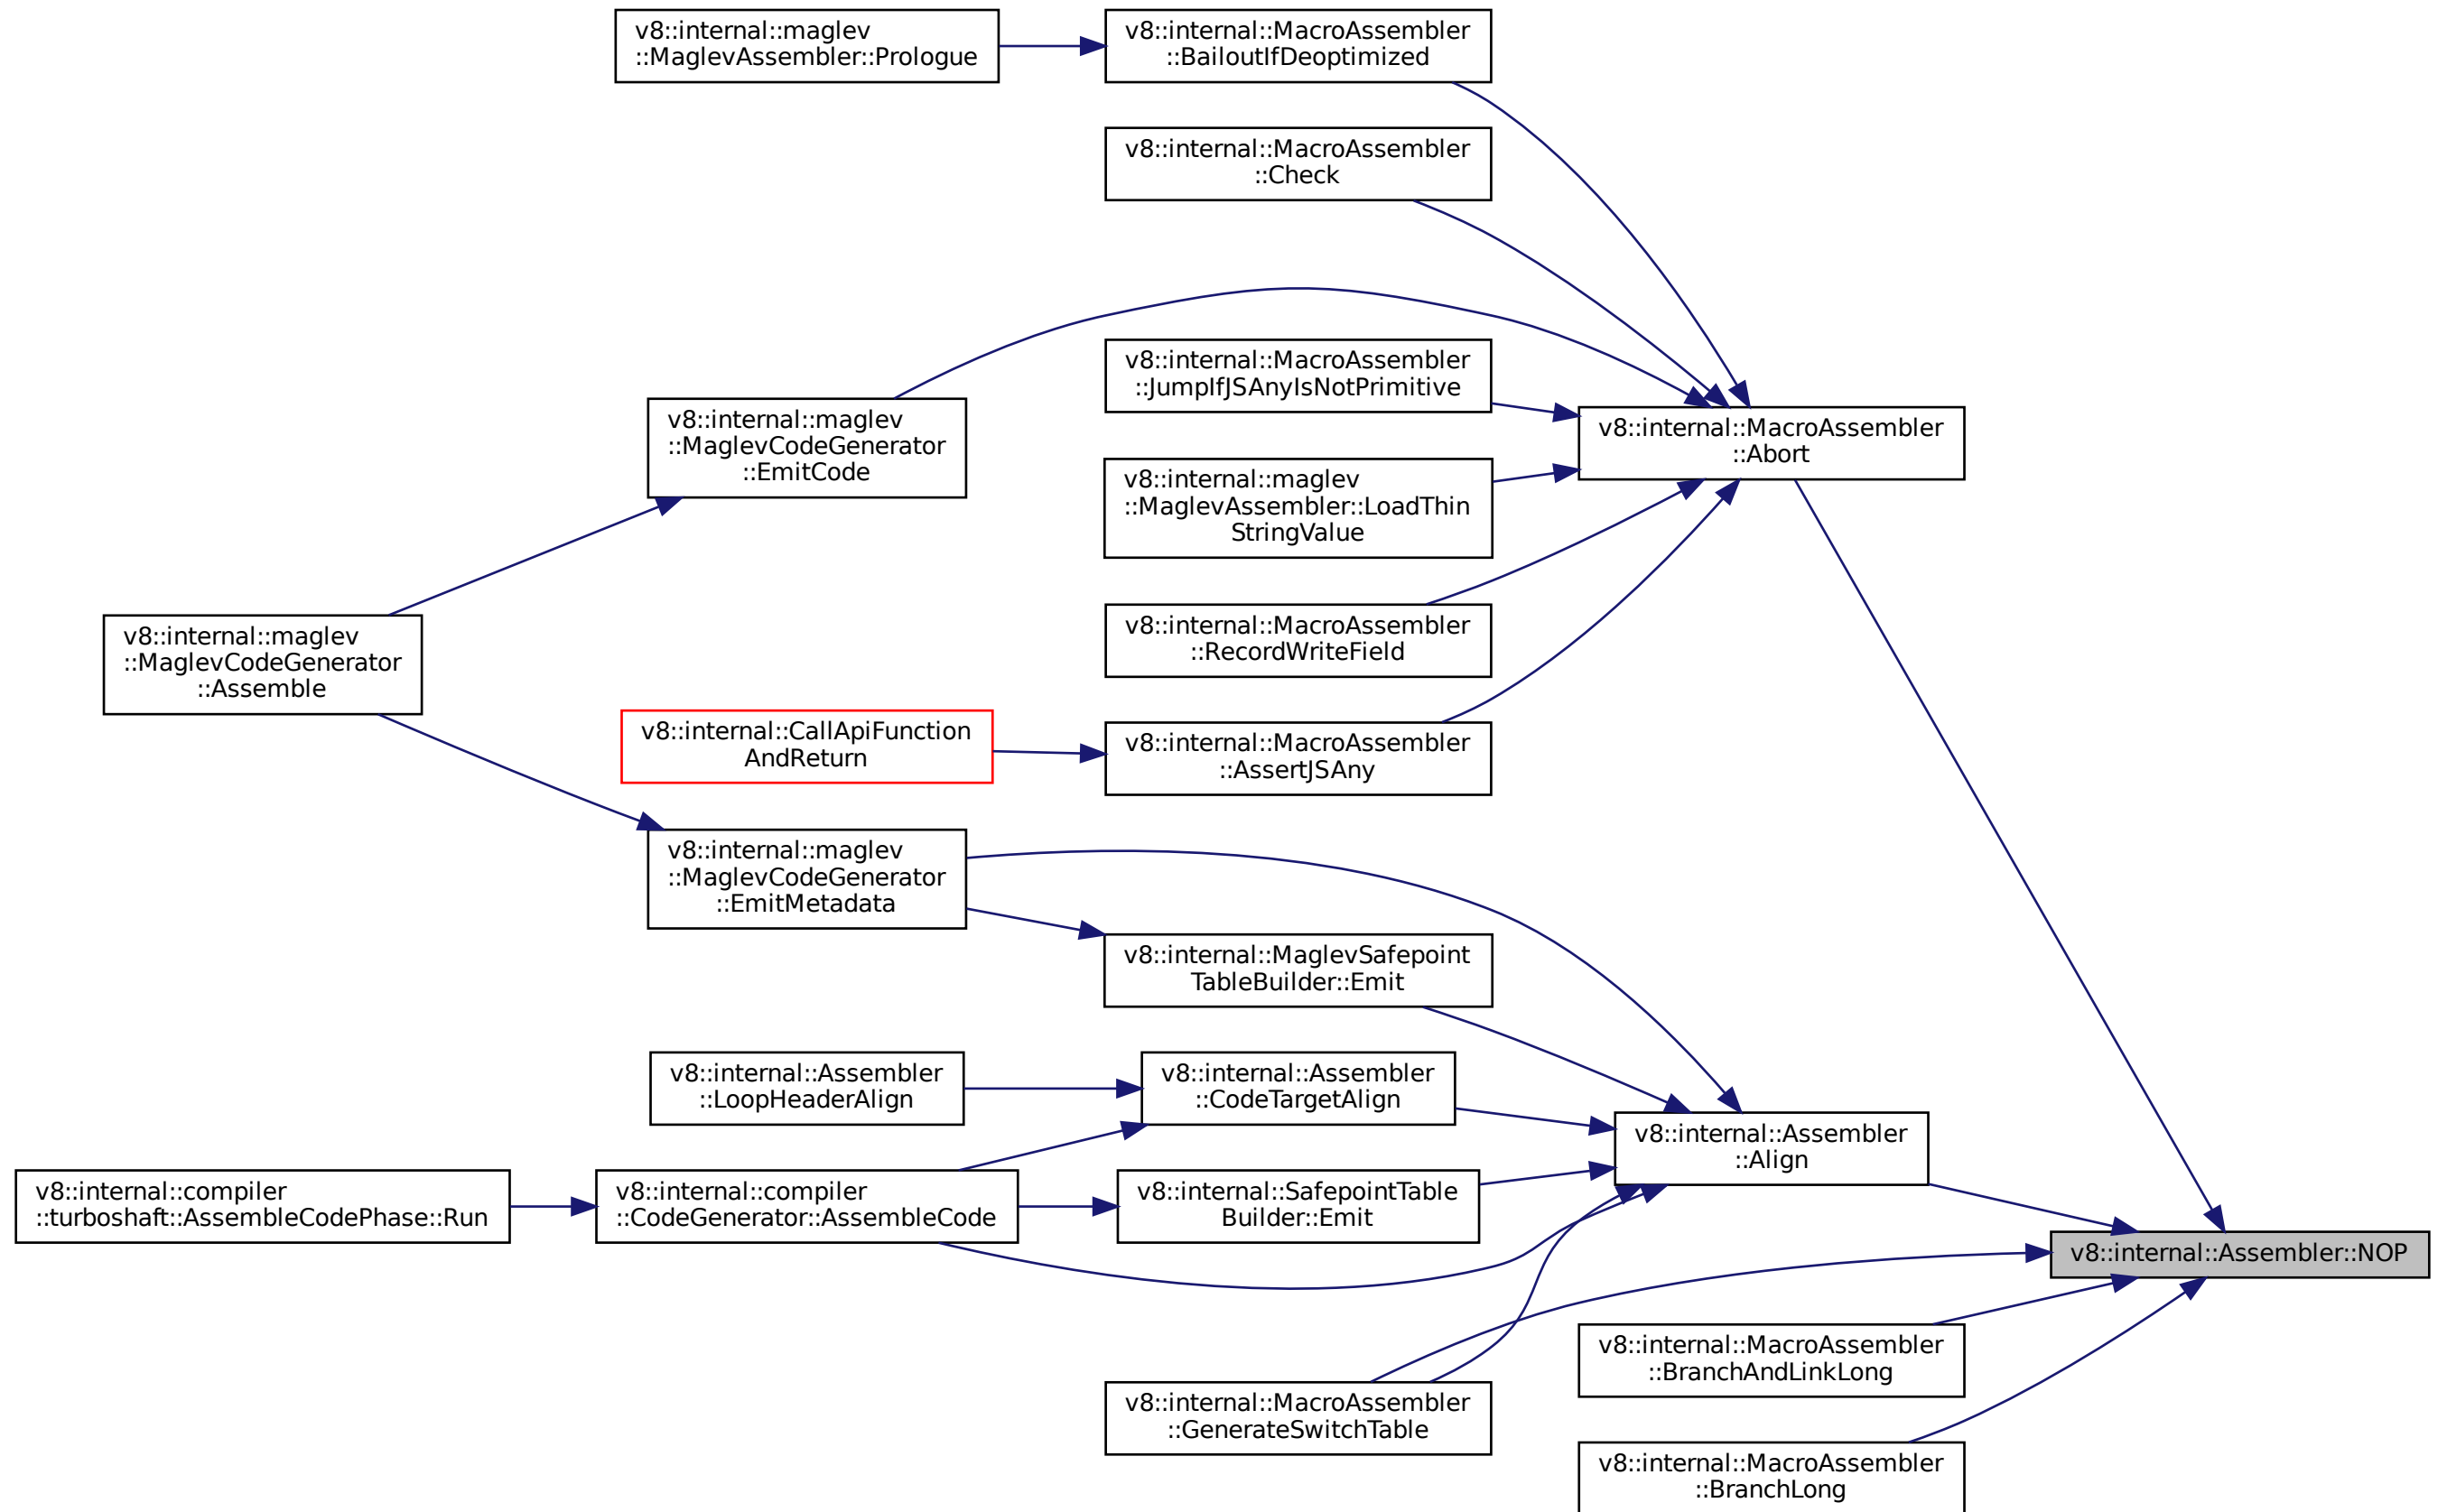 v8::internal::maglev
::MaglevAssembler::Prologue
v8::internal::MacroAssembler
::BailoutIfDeoptimized
v8::internal::MacroAssembler
::Check
v8::internal::MacroAssembler
::JumpIfJSAnyIsNotPrimitive
v8::internal::maglev
::MaglevCodeGenerator
::EmitCode
v8::internal::MacroAssembler
::Abort
v8::internal::maglev
::MaglevAssembler::LoadThin
StringValue
v8::internal::MacroAssembler
::RecordWriteField
v8::internal::maglev
::MaglevCodeGenerator
::Assemble
v8::internal::CallApiFunction
AndReturn
v8::internal::MacroAssembler
::AssertJSAny
v8::internal::maglev
::MaglevCodeGenerator
::EmitMetadata
v8::internal::MaglevSafepoint
TableBuilder::Emit
v8::internal::Assembler
::LoopHeaderAlign
v8::internal::Assembler
::CodeTargetAlign
v8::internal::Assembler
::Align
v8::internal::compiler
::turboshaft::AssembleCodePhase::Run
v8::internal::compiler
::CodeGenerator::AssembleCode
v8::internal::SafepointTable
Builder::Emit
v8::internal::Assembler::NOP
v8::internal::MacroAssembler
::BranchAndLinkLong
v8::internal::MacroAssembler
::GenerateSwitchTable
v8::internal::MacroAssembler
::BranchLong